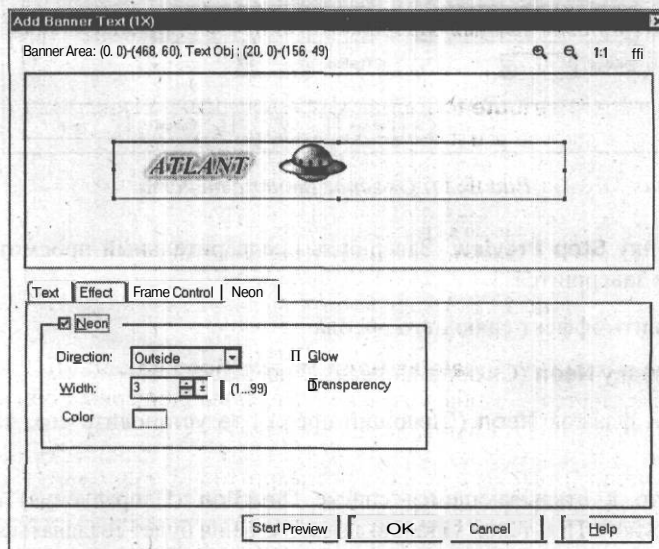 Add Banner Text (1X)
Banner Area: (0. 0)-(468, 60), Text Obj : (20, 0)-(156, 49) 1:1 ffi
ATLANT
Text Effect Frame Control Neon
Neon
Direction: Outside Π Glow
Width: 3 (1...99) Transparency
Color
Start Preview OK Cancel Help